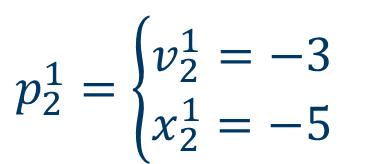 p_2^1 = { v_2^1 = −3
x_2^1 = −5